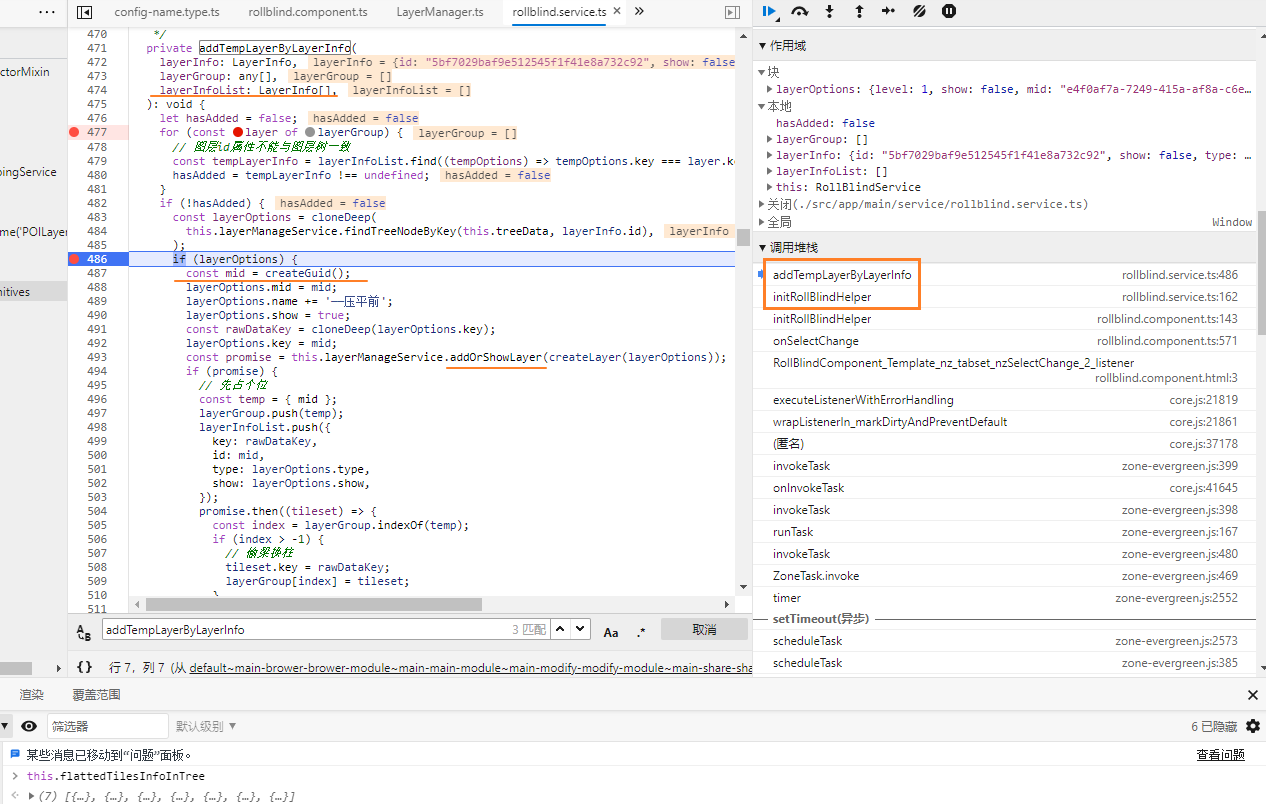 config-name.type.ts rollblind.component.ts LayerManager.ts rollblind.service.ts × »
470 */
471 private addTempLayerByLayerInfo(
472 layerInfo: LayerInfo, layerInfo = {id: "5bf7029baf9e512545f1f41e8a732c92", show: false
473 layerGroup: any[], layerGroup = []
474 layerInfoList: LayerInfo[], layerInfoList = []
475 ): void {
476 let hasAdded = false; hasAdded = false
477 for (const layer of layerGroup) { layerGroup = []
478 // 图层id属性不能与图层树一致
479 const tempLayerInfo = layerInfoList.find((tempOptions) => tempOptions.key === layer.k
480 hasAdded = tempLayerInfo !== undefined; hasAdded = false
481 }
482 if (!hasAdded) { hasAdded = false
483 const layerOptions = cloneDeep(
484 this.layerManageService.findTreeNodeByKey(this.treeData, layerInfo.id), layerInfo
485 );
486 if (layerOptions) {
487 const mid = createGuid();
488 layerOptions.mid = mid;
489 layerOptions.name += '——压平前';
490 layerOptions.show = true;
491 const rawDataKey = cloneDeep(layerOptions.key);
492 layerOptions.key = mid;
493 const promise = this.layerManageService.addOrShowLayer(createLayer(layerOptions));
494 if (promise) {
495 // 先占个位
496 const temp = { mid };
497 layerGroup.push(temp);
498 layerInfoList.push({
499 key: rawDataKey,
500 id: mid,
501 type: layerOptions.type,
502 show: layerOptions.show,
503 });
504 promise.then((tileset) => {
505 const index = layerGroup.indexOf(temp);
506 if (index > -1) {
507 // 偷梁换柱
508 tileset.key = rawDataKey;
509 layerGroup[index] = tileset;
510 }
511
ctorMixin
pingService
me('POILayer
nitives
addTempLayerByLayerInfo 3 匹配 Aa .* 取消
{} 行 7，列 7 (从 default~main-brower-brower-module~main-main-module~main-modify-modify-module~main-share-sha
作用域
块
layerOptions: {level: 1, show: false, mid: "e4f0af7a-7249-415a-af8a-c6e…
本地
hasAdded: false
layerGroup: []
layerInfo: {id: "5bf7029baf9e512545f1f41e8a732c92", show: false, type: …
layerInfoList: []
this: RollBlindService
关闭(./src/app/main/service/rollblind.service.ts)
全局 Window
调用堆栈
addTempLayerByLayerInfo rollblind.service.ts:486
initRollBlindHelper rollblind.service.ts:162
initRollBlindHelper rollblind.component.ts:143
onSelectChange rollblind.component.ts:571
RollBlindComponent_Template_nz_tabset_nzSelectChange_2_listener
rollblind.component.html:3
executeListenerWithErrorHandling core.js:21819
wrapListenerIn_markDirtyAndPreventDefault core.js:21861
(匿名) core.js:37178
invokeTask zone-evergreen.js:399
onInvokeTask core.js:41645
invokeTask zone-evergreen.js:398
runTask zone-evergreen.js:167
invokeTask zone-evergreen.js:480
ZoneTask.invoke zone-evergreen.js:469
timer zone-evergreen.js:2552
setTimeout(异步)
scheduleTask zone-evergreen.js:2573
scheduleTask zone-evergreen.js:385
渲染 覆盖范围
筛选器 默认级别 6 已隐藏
某些消息已移动到“问题”面板。 查看问题
this.flattedTilesInfoInTree
(7) [{…}, {…}, {…}, {…}, {…}, {…}, {…}]